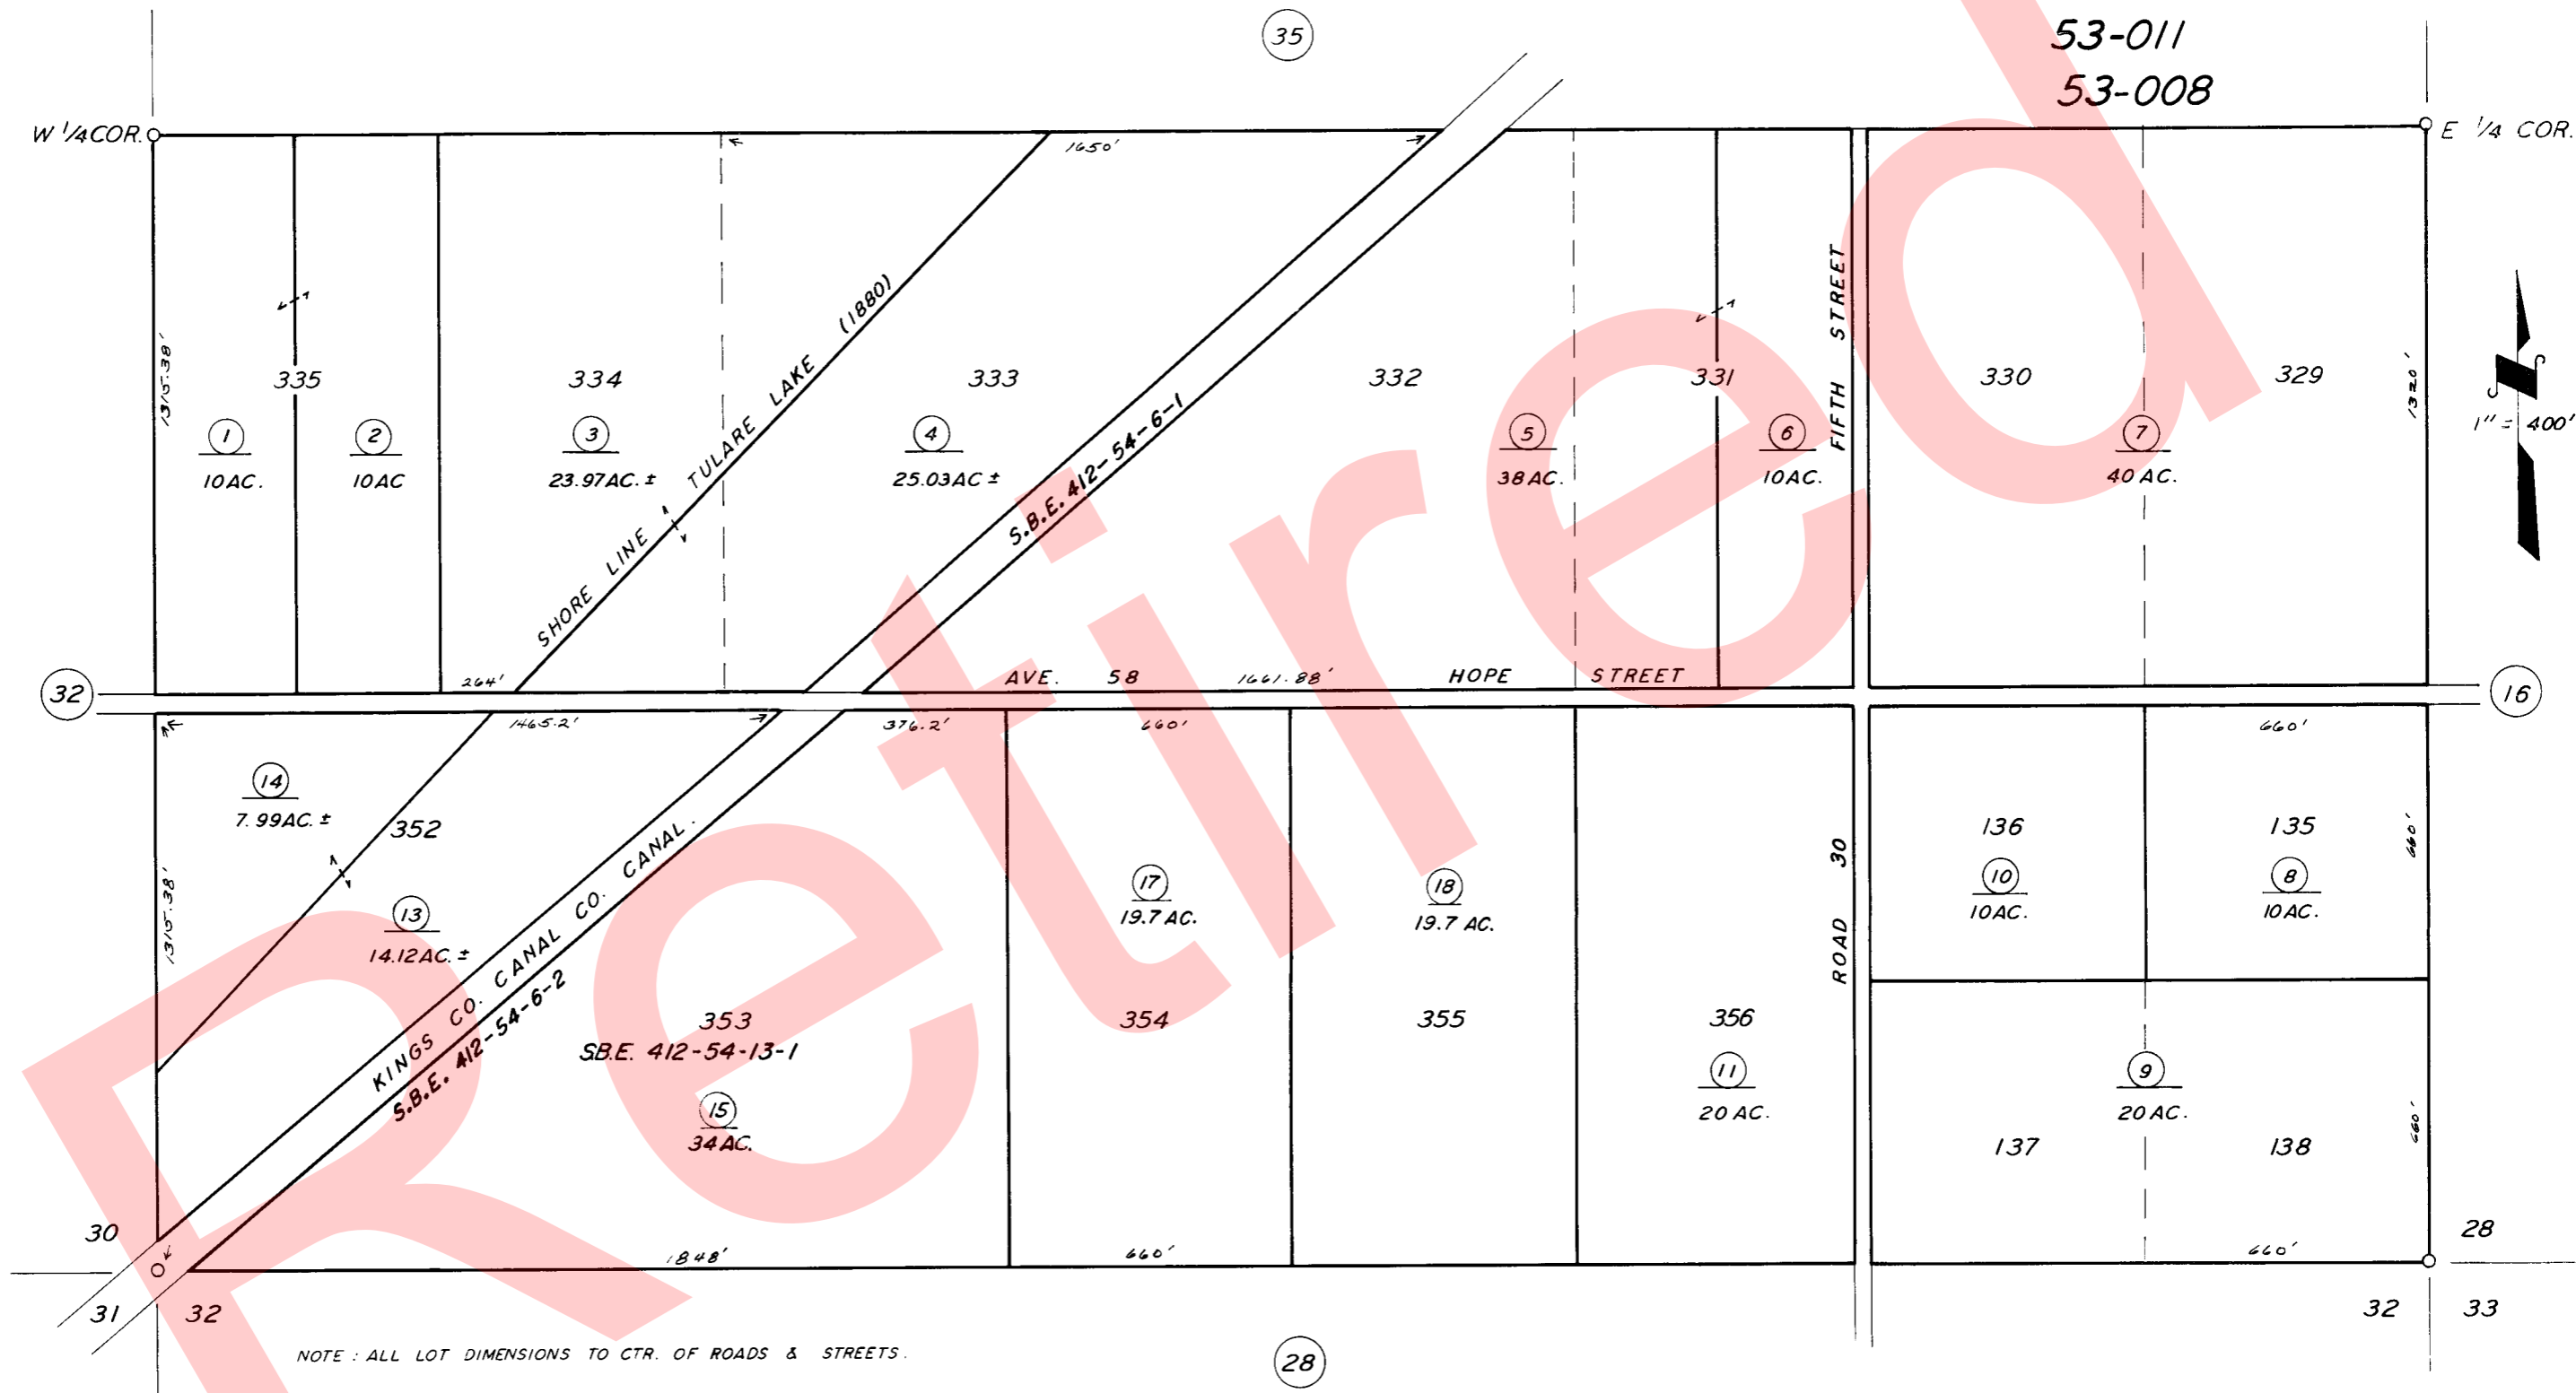 35
53-011
53-008
W 1/4 COR.
E 1/4 COR.
1650'
SHORE LINE TULARE LAKE (1880)
S.B.E. 412-54-6-1
FIFTH STREET
1315.38'
335
334
333
332
331
330
329
1320'
1
10 AC.
2
10 AC
3
23.97 AC. ±
4
25.03 AC ±
5
38 AC.
6
10 AC.
7
40 AC.
1" = 400'
32
264'
AVE. 58
1661.88'
HOPE STREET
16
1465.2'
376.2'
660'
660'
14
7.99 AC. ±
352
13
14.12 AC. ±
1315.38'
KINGS CO. CANAL CO. CANAL.
S.B.E. 412-54-6-2
353
S.B.E. 412-54-13-1
15
34 AC.
17
19.7 AC.
354
18
19.7 AC.
355
356
11
20 AC.
ROAD 30
136
10
10 AC.
135
8
10 AC.
660'
9
20 AC.
137
138
660'
30
1848'
660'
660'
28
31
32
32
33
NOTE : ALL LOT DIMENSIONS TO CTR. OF ROADS & STREETS.
28
Retired